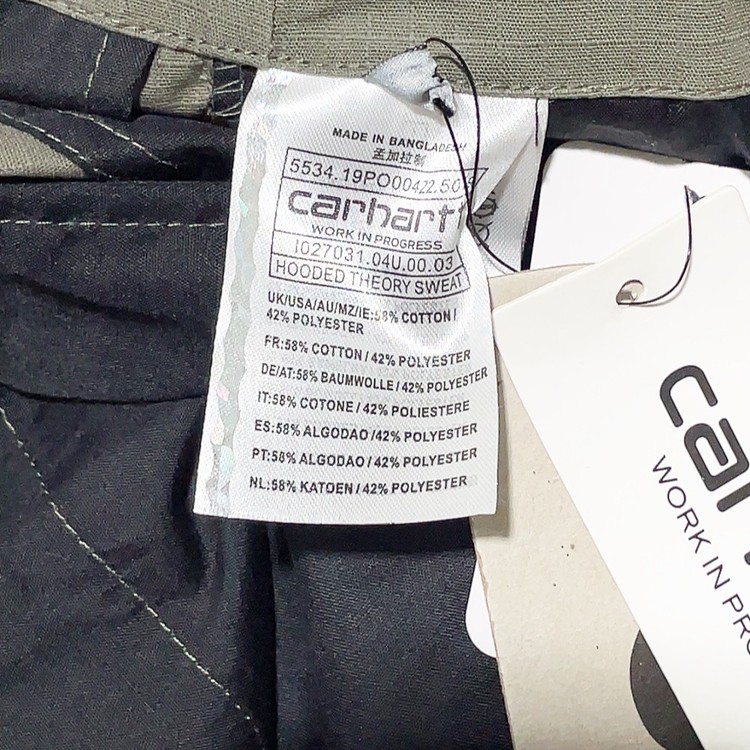 MADE IN BANGLADESH
孟加拉制
5534.19PO00422.503
carhartt
WORK IN PROGRESS
I027031.04U.00.03
HOODED THEORY SWEAT
UK/USA/AU/MZ/IE:58% COTTON /
42% POLYESTER
FR:58% COTTON / 42% POLYESTER
DE/AT:58% BAUMWOLLE / 42% POLYESTER
IT:58% COTONE / 42% POLIESTERE
ES:58% ALGODAO /42% POLYESTER
PT:58% ALGODAO / 42% POLYESTER
NL:58% KATOEN / 42% POLYESTER
car
WORK IN PRO